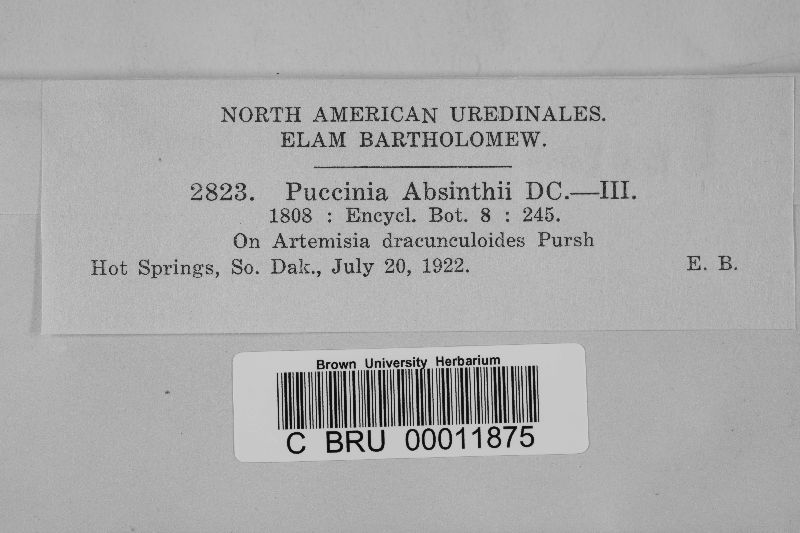 NORTH AMERICAN UREDINALES.
ELAM BARTHOLOMEW.
2823. Puccinia Absinthii DC.—III.
1808 : Encycl. Bot. 8 : 245.
On Artemisia dracunculoides Pursh
Hot Springs, So. Dak., July 20, 1922. E. B.
Brown University Herbarium
C BRU 00011875